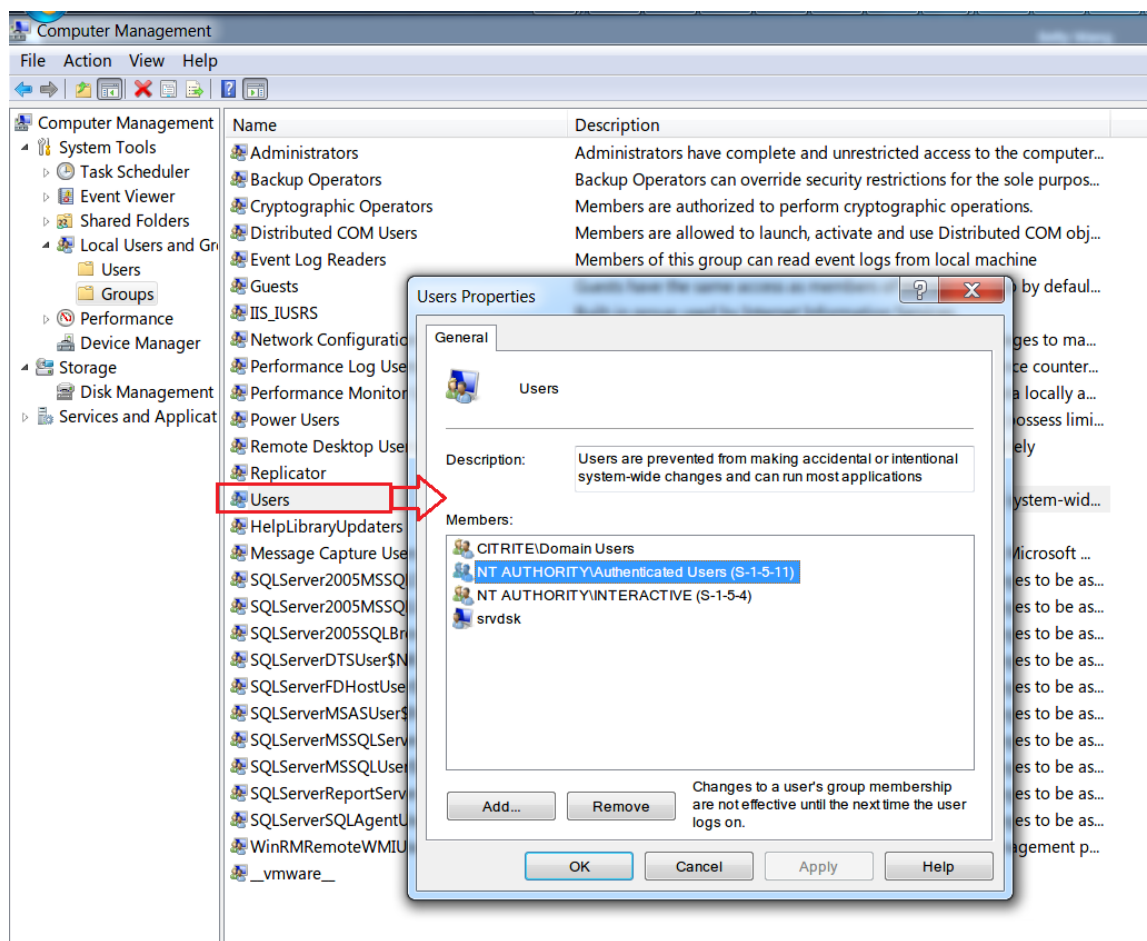 Computer Management
File Action View Help
Computer Management
System Tools
Task Scheduler
Event Viewer
Shared Folders
Local Users and Gr
Users
Groups
Performance
Device Manager
Storage
Disk Management
Services and Applicat
Name Description
Administrators Administrators have complete and unrestricted access to the computer...
Backup Operators Backup Operators can override security restrictions for the sole purpos...
Cryptographic Operators Members are authorized to perform cryptographic operations.
Distributed COM Users Members are allowed to launch, activate and use Distributed COM obj...
Event Log Readers Members of this group can read event logs from local machine
Guests Guests have the same access as members of by defaul...
IIS_IUSRS
Network Configuratio ges to ma...
Performance Log Use ce counter...
Performance Monitor a locally a...
Power Users ossess limi...
Remote Desktop Use ely
Replicator
Users ystem-wid...
HelpLibraryUpdaters
Message Capture Use Microsoft ...
SQLServer2005MSSQ es to be as...
SQLServer2005MSSQ es to be as...
SQLServer2005SQLBr es to be as...
SQLServerDTSUser$N es to be as...
SQLServerFDHostUse es to be as...
SQLServerMSASUser$ es to be as...
SQLServerMSSQLServ es to be as...
SQLServerMSSQLUser es to be as...
SQLServerReportServ es to be as...
SQLServerSQLAgentU es to be as...
WinRMRemoteWMIU agement p...
__vmware__
Users Properties
General
Users
Description: Users are prevented from making accidental or intentional
system-wide changes and can run most applications
Members:
CITRITE\Domain Users
NT AUTHORITY\Authenticated Users (S-1-5-11)
NT AUTHORITY\INTERACTIVE (S-1-5-4)
srvdsk
Add... Remove
Changes to a user's group membership
are not effective until the next time the user
logs on.
OK Cancel Apply Help